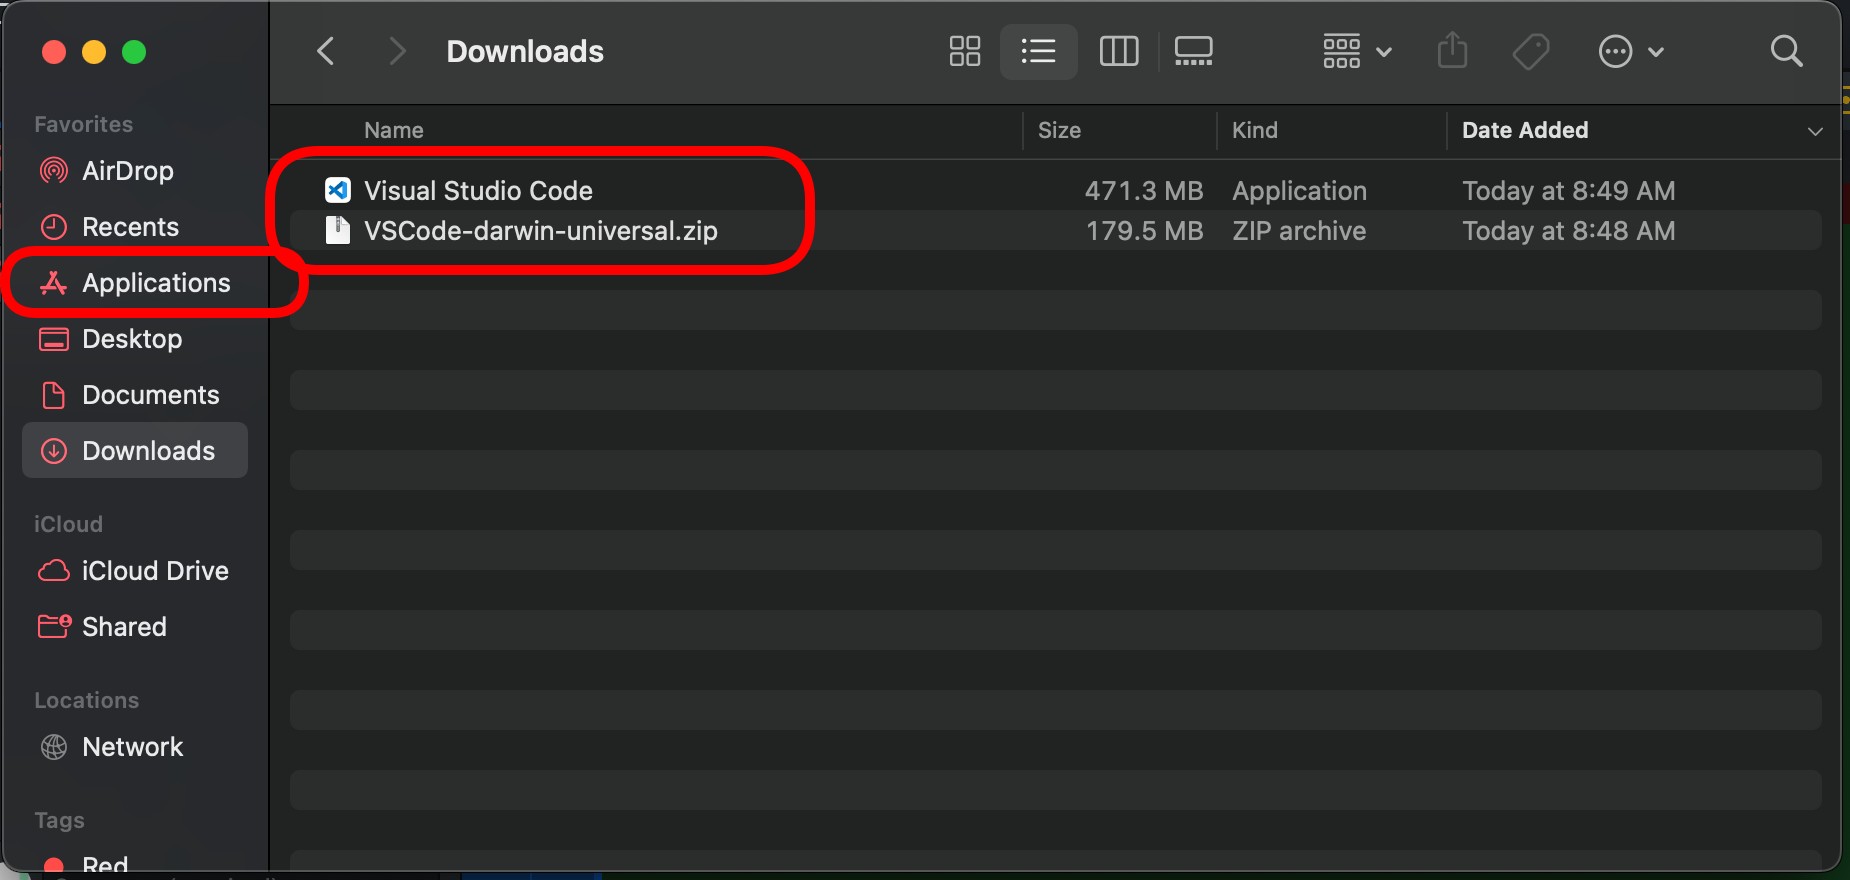 Downloads
Favorites
AirDrop
Recents
Applications
Desktop
Documents
Downloads
iCloud
iCloud Drive
Shared
Locations
Network
Tags
Red
Name Size Kind Date Added
Visual Studio Code 471.3 MB Application Today at 8:49 AM
VSCode-darwin-universal.zip 179.5 MB ZIP archive Today at 8:48 AM